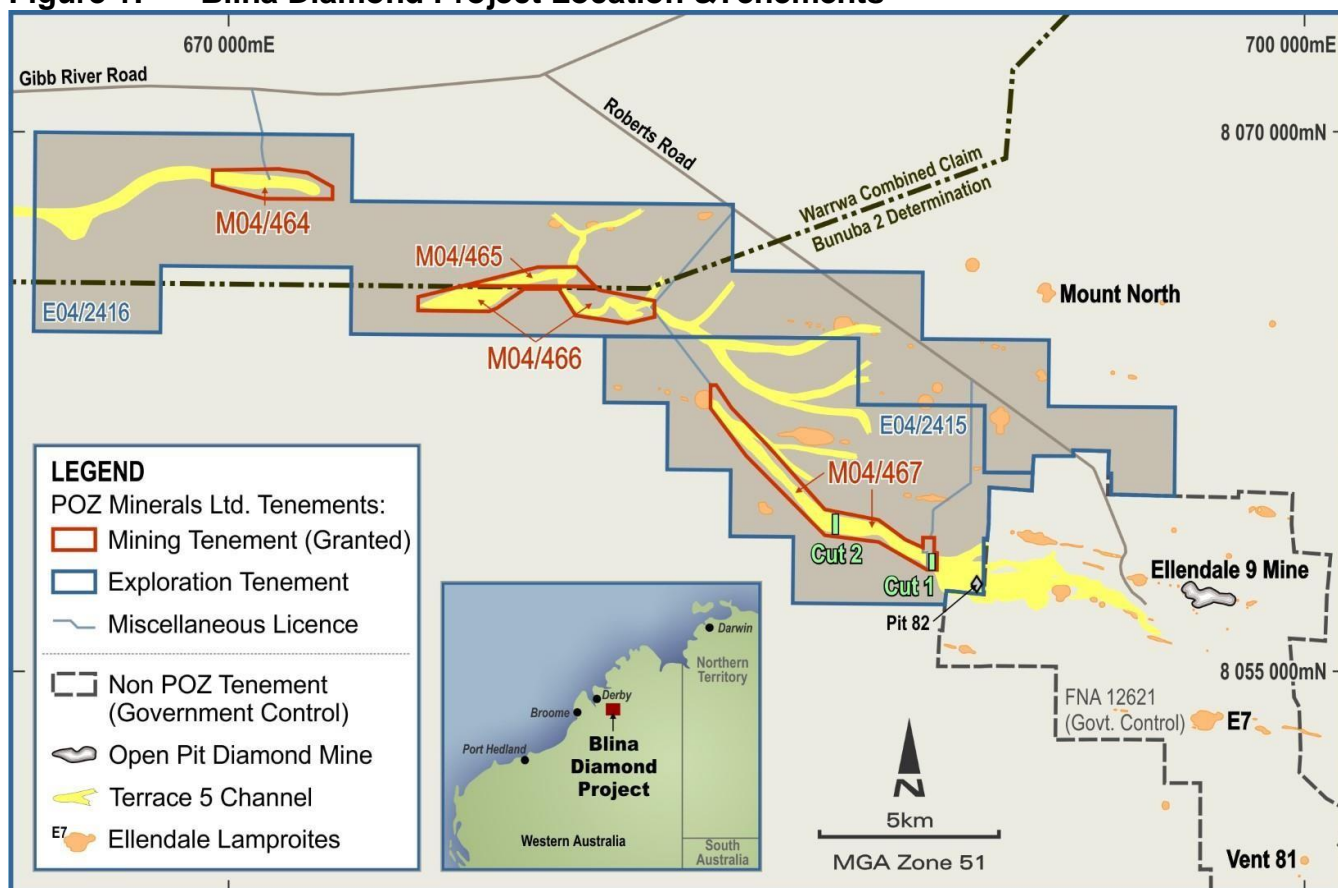 Figure 1. Blina Diamond Project Location &Tenements
670 000mE
700 000mE
Gibb River Road
Roberts Road
8 070 000mN
Warrwa Combined Claim
Bunuba 2 Determination
M04/464
M04/465
E04/2416
M04/466
Mount North
E04/2415
M04/467
Cut 2
Cut 1
Ellendale 9 Mine
Pit 82
8 055 000mN
FNA 12621
(Govt. Control)
E7
Vent 81
LEGEND
POZ Minerals Ltd. Tenements:
Mining Tenement (Granted)
Exploration Tenement
Miscellaneous Licence
Non POZ Tenement
(Government Control)
Open Pit Diamond Mine
Terrace 5 Channel
E7
Ellendale Lamproites
Darwin
Northern
Territory
Derby
Broome
Port Hedland
Blina
Diamond
Project
Western Australia
South
Australia
N
5km
MGA Zone 51